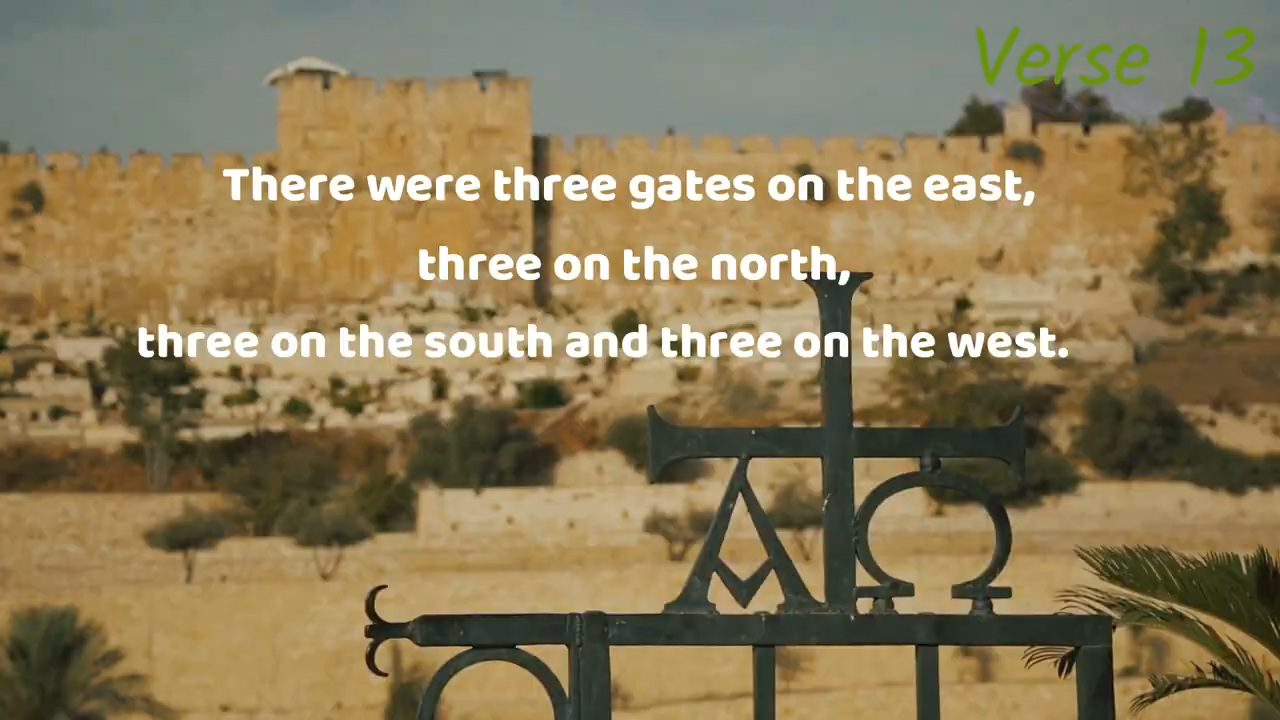 Verse 13
There were three gates on the east,
three on the north,
three on the south and three on the west.
Α Ω